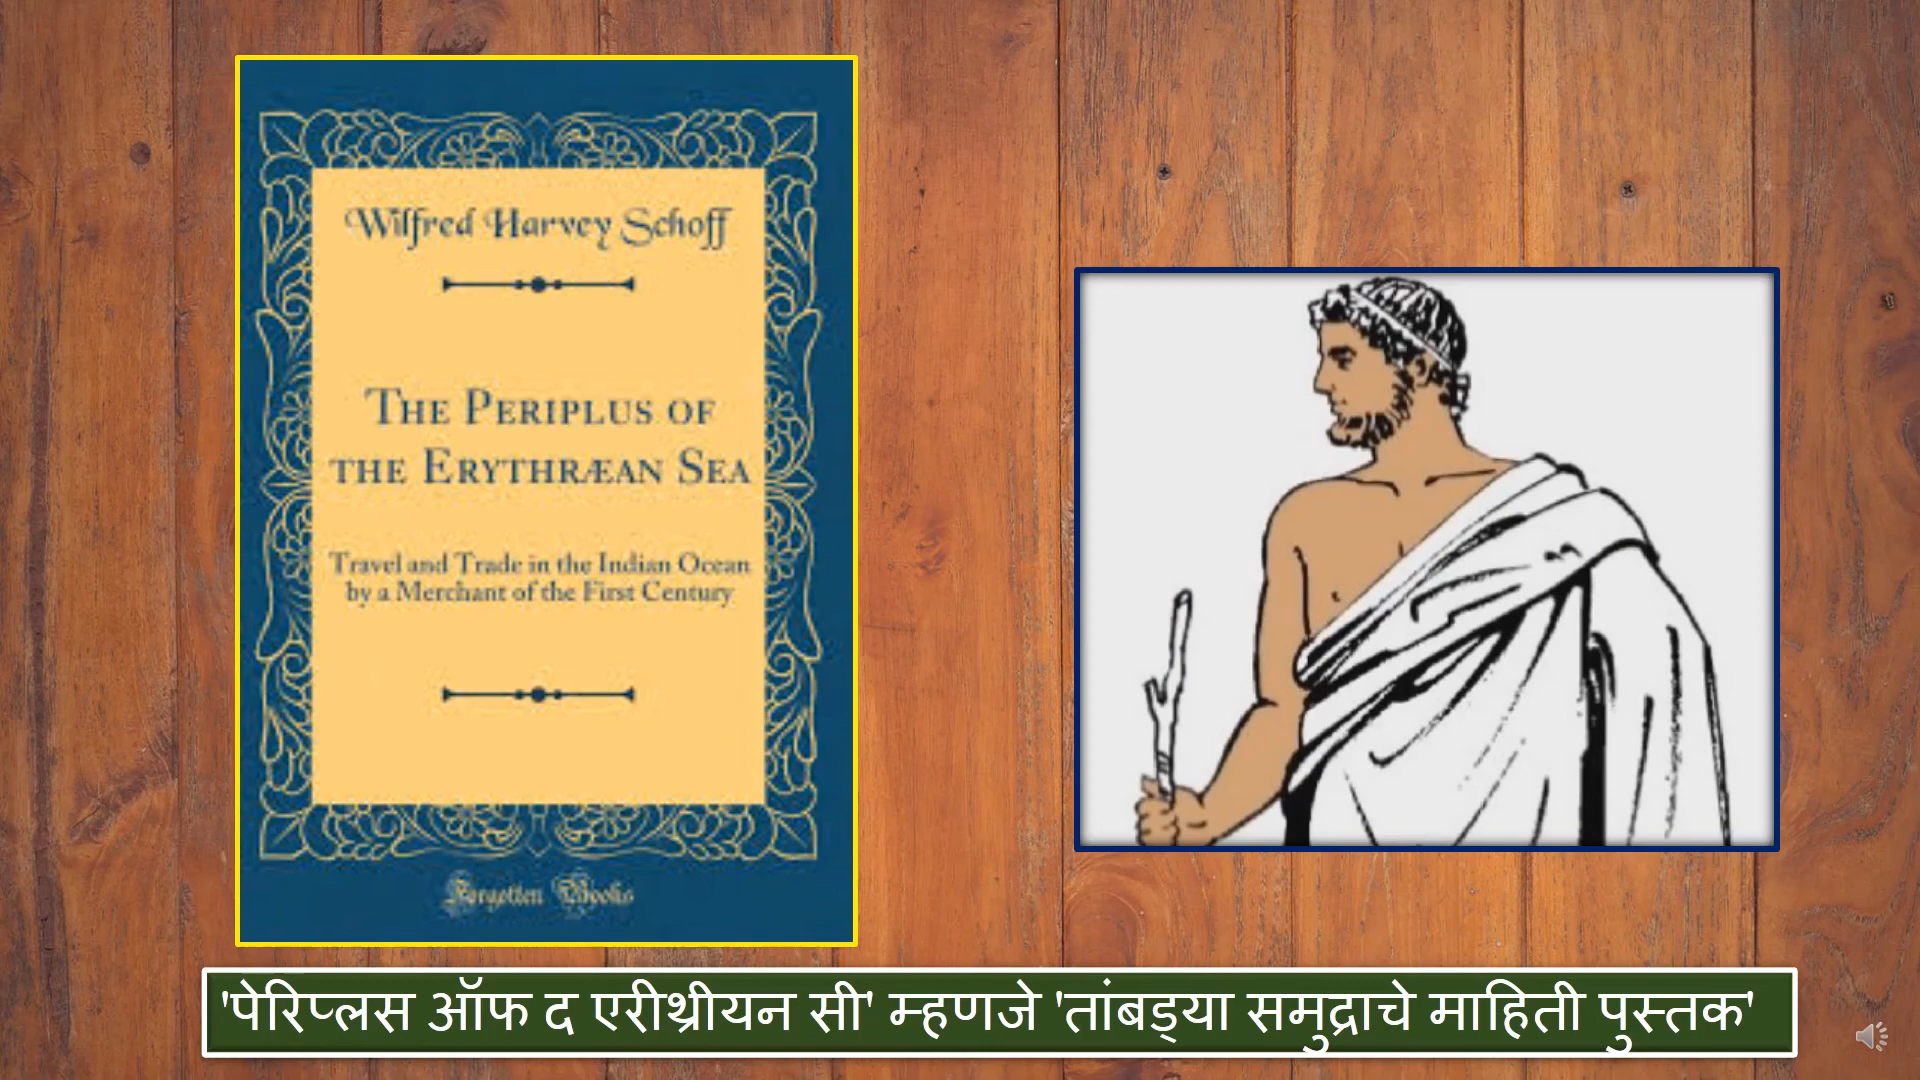 Wilfred Harvey Schoff
The Periplus of
the Erythræan Sea
Travel and Trade in the Indian Ocean
by a Merchant of the First Century
Forgotten Books
'पेरिप्लस ऑफ द एरीथ्रीयन सी' म्हणजे 'तांबड्या समुद्राचे माहिती पुस्तक'